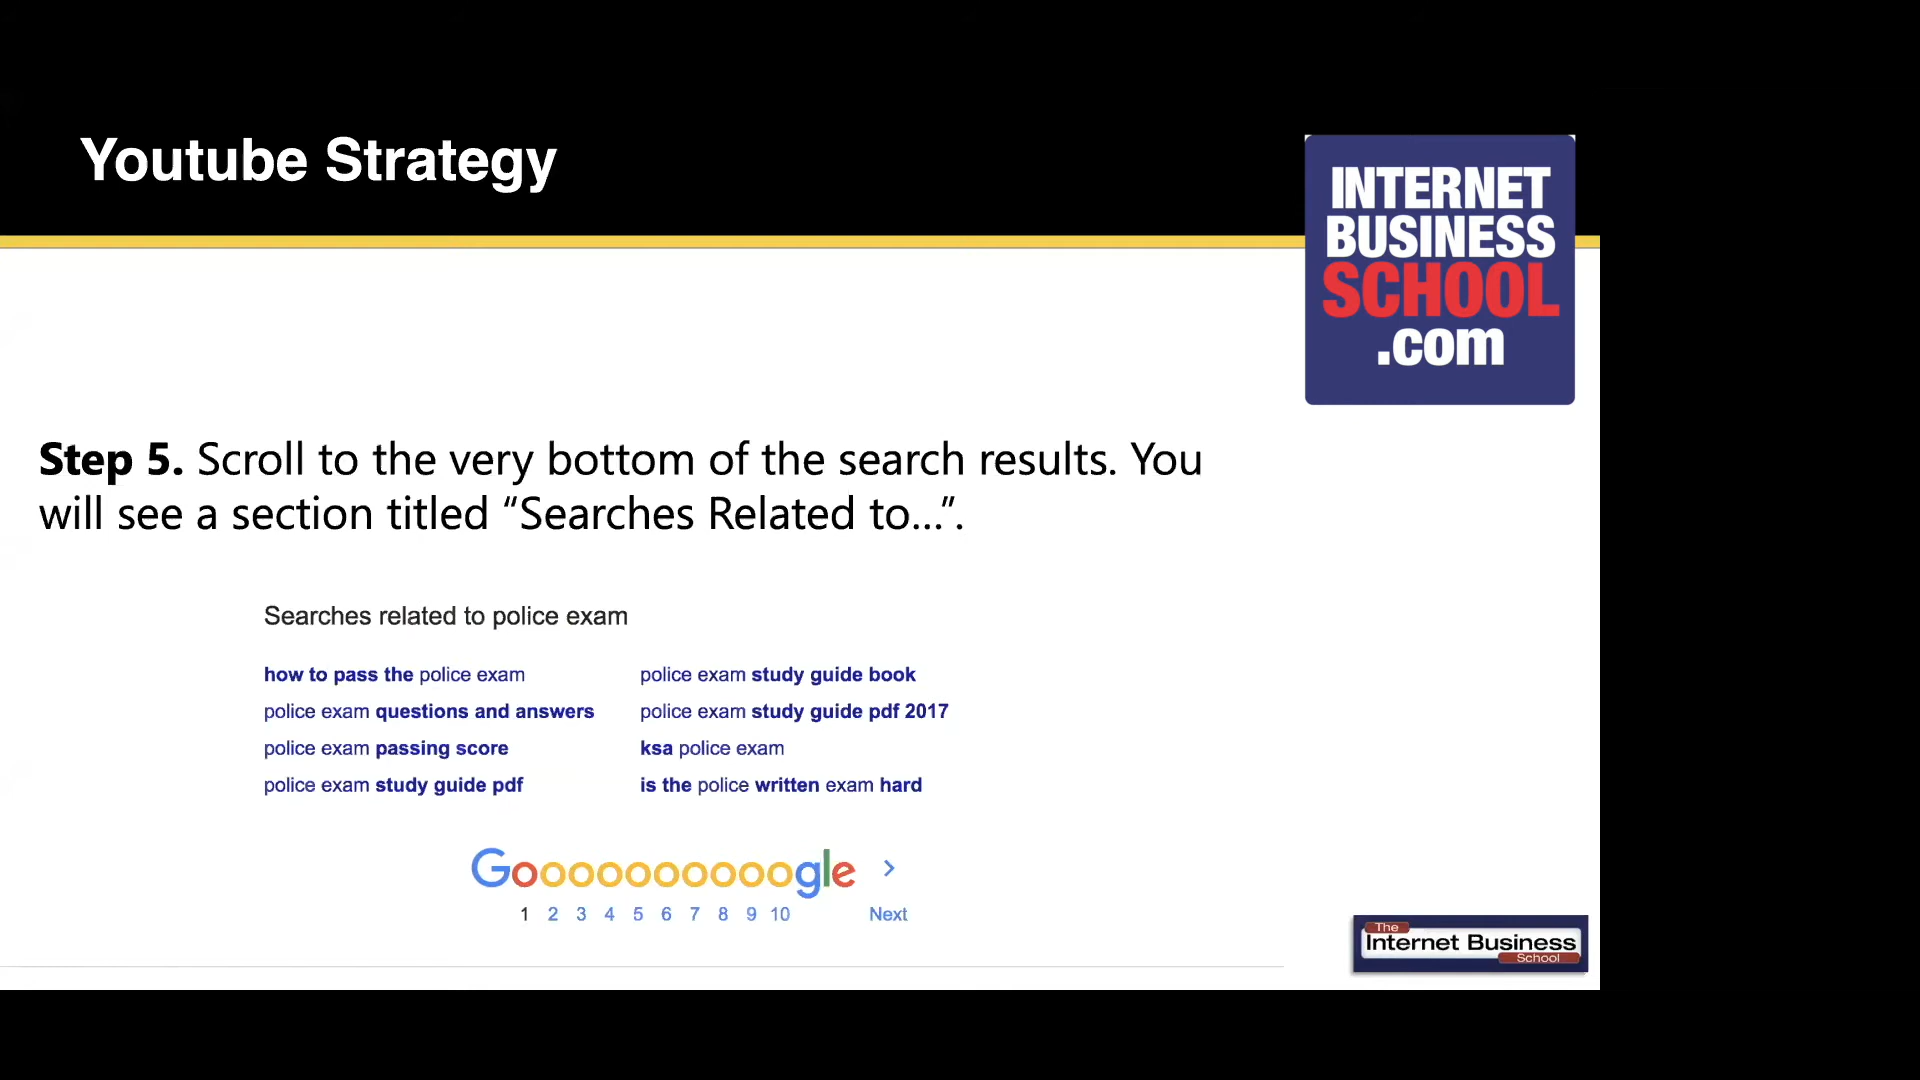 Youtube Strategy
INTERNET
BUSINESS
SCHOOL
.com
Step 5. Scroll to the very bottom of the search results. You
will see a section titled “Searches Related to...”.
Searches related to police exam
how to pass the police exam
police exam questions and answers
police exam passing score
police exam study guide pdf
police exam study guide book
police exam study guide pdf 2017
ksa police exam
is the police written exam hard
Goooooooooogle >
1 2 3 4 5 6 7 8 9 10 Next
The
Internet Business
School